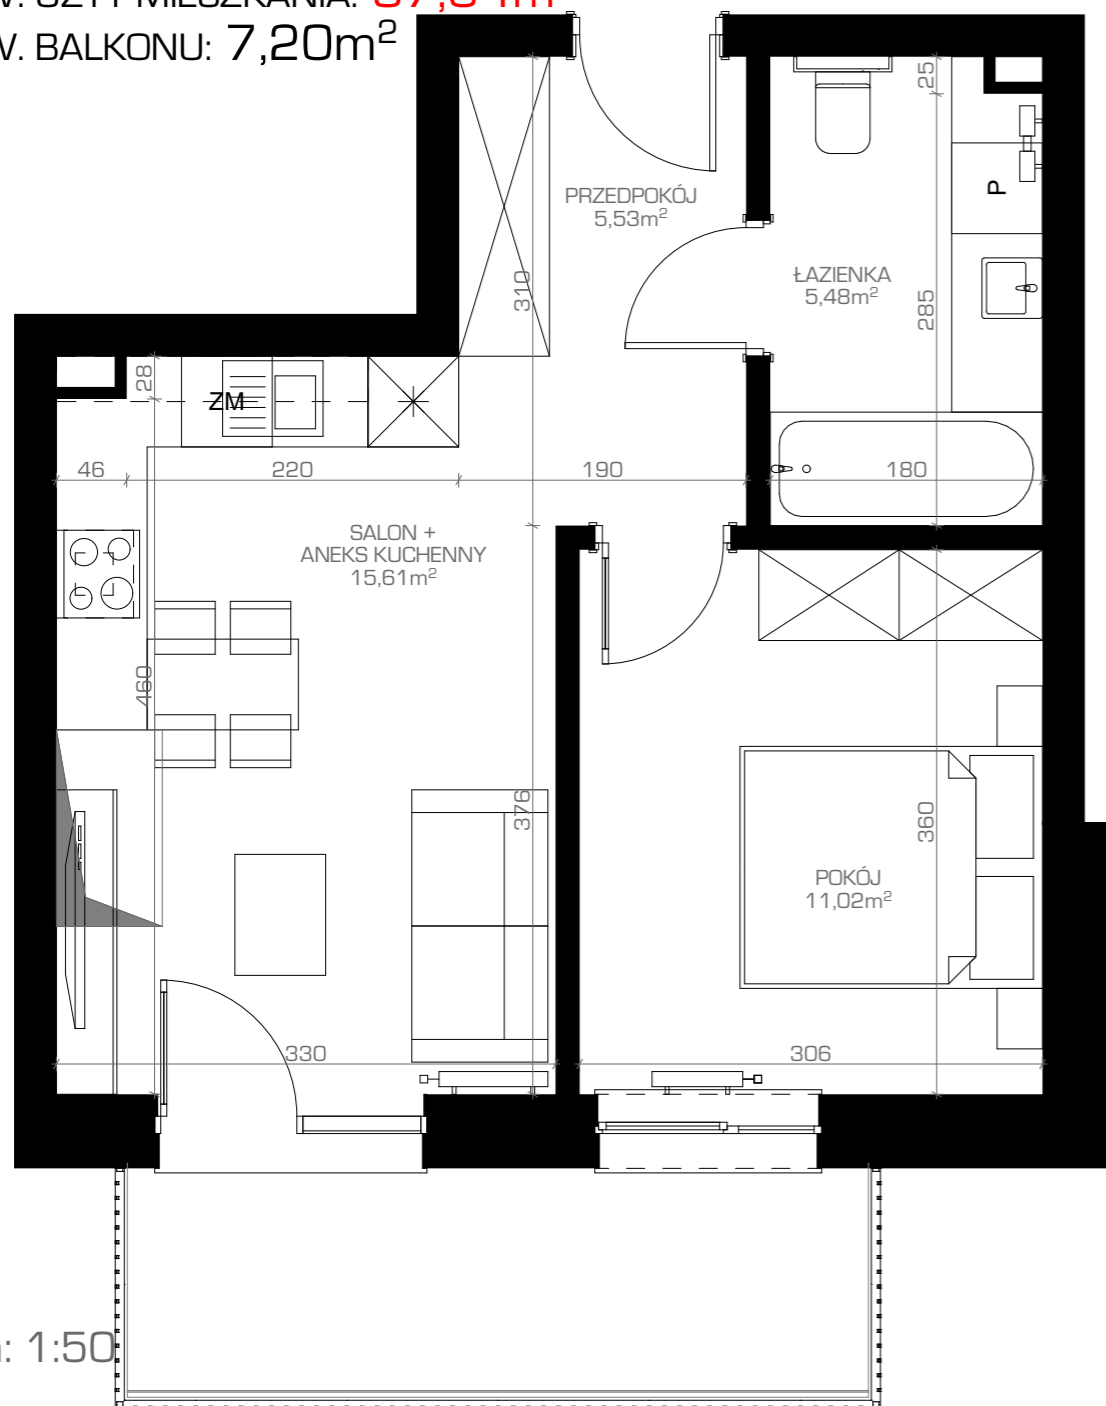 MIESZKANIA:
W. BALKONU: 7,20m²
PRZEDPOKÓJ
5,53m²
25
P
ŁAZIENKA
5,48m²
310
285
28
ZM
46
220
190
180
SALON +
ANEKS KUCHENNY
15,61m²
460
376
360
POKÓJ
11,02m²
330
306
: 1:50